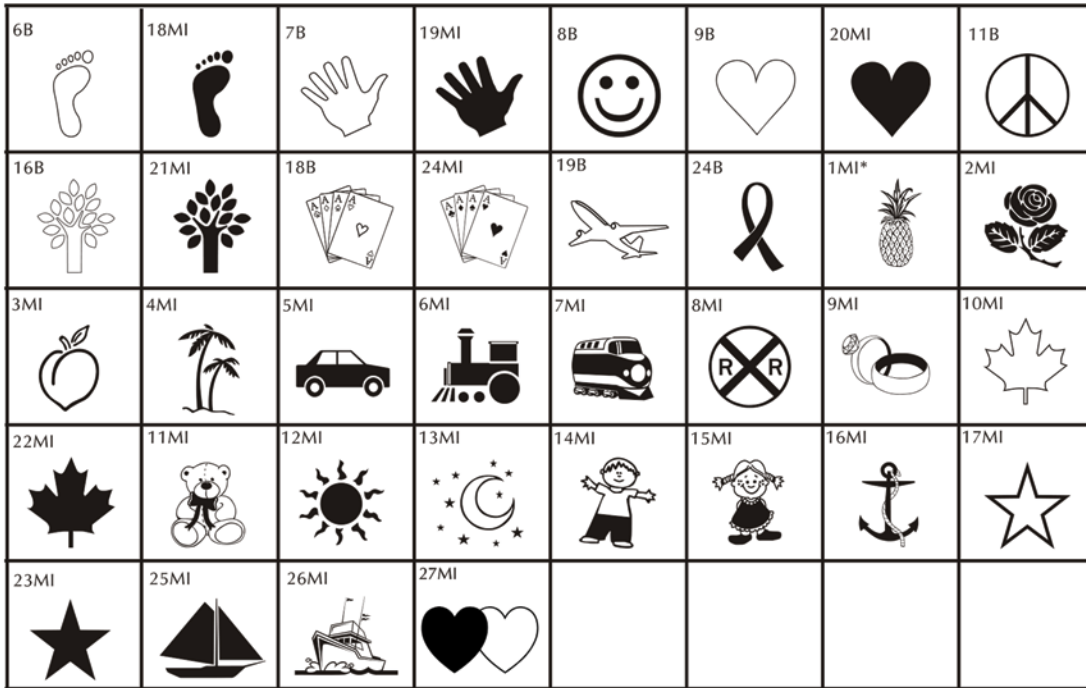 6B 18MI 7B 19MI 8B 9B 20MI 11B
16B 21MI 18B 24MI 19B 24B 1MI* 2MI
A A A A A A A A A A
3MI 4MI 5MI 6MI 7MI 8MI 9MI 10MI
R R
22MI 11MI 12MI 13MI 14MI 15MI 16MI 17MI
23MI 25MI 26MI 27MI